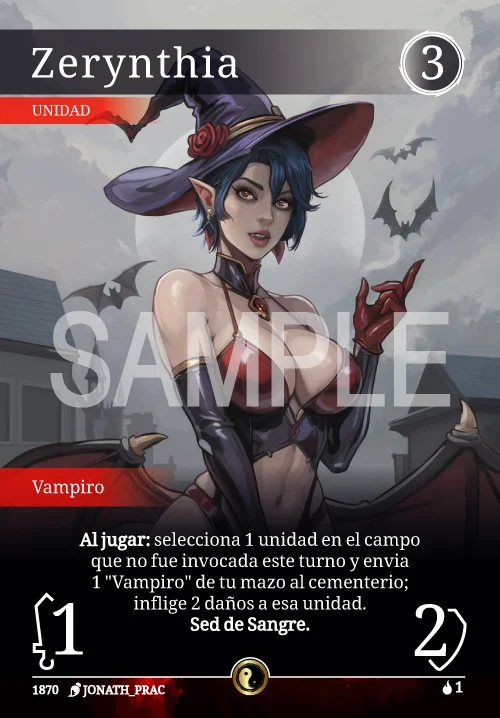 Zerynthia
3
UNIDAD
SAMPLE
Vampiro
Al jugar: selecciona 1 unidad en el campo
que no fue invocada este turno y envia
1 "Vampiro" de tu mazo al cementerio;
inflige 2 daños a esa unidad.
Sed de Sangre.
1
2
1870 JONATH_PRAC
1